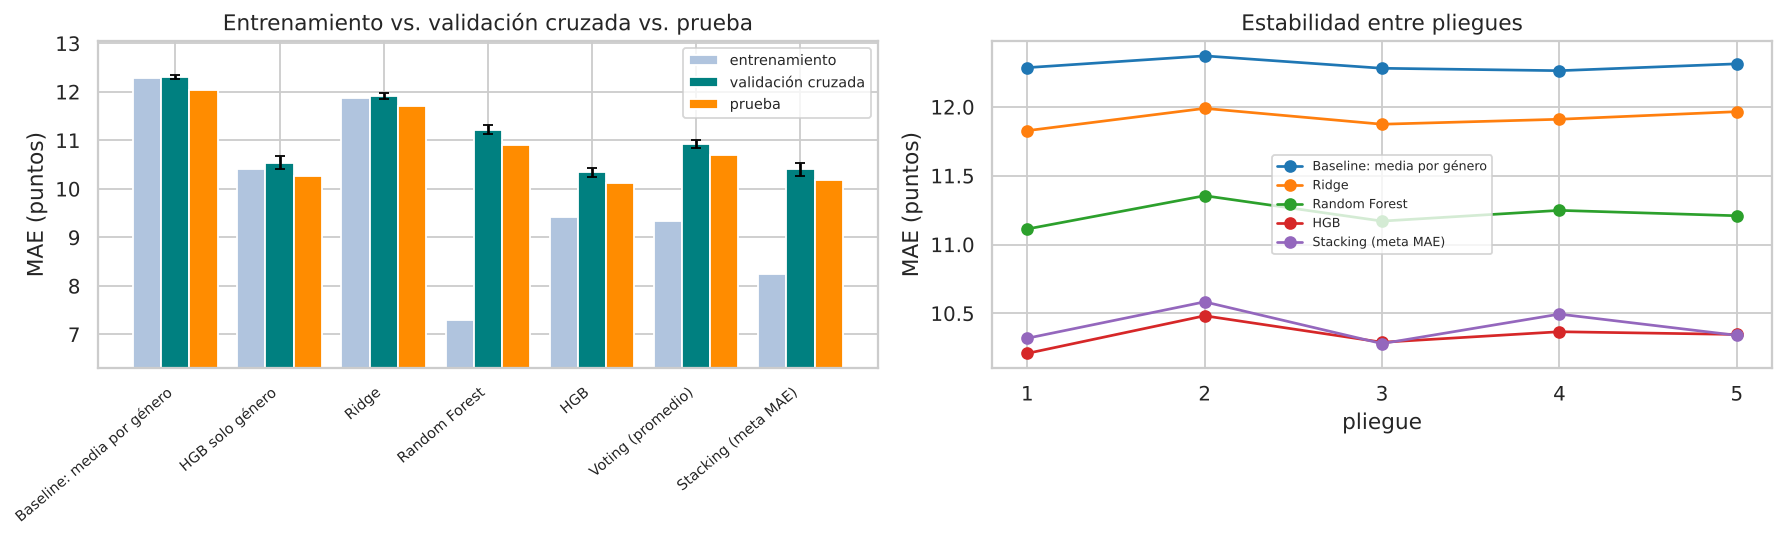 Entrenamiento vs. validación cruzada vs. prueba
MAE (puntos)
13
12
11
10
9
8
7
entrenamiento
validación cruzada
prueba
Baseline: media por género
HGB solo género
Ridge
Random Forest
HGB
Voting (promedio)
Stacking (meta MAE)
Estabilidad entre pliegues
MAE (puntos)
12.0
11.5
11.0
10.5
Baseline: media por género
Ridge
Random Forest
HGB
Stacking (meta MAE)
1 2 3 4 5
pliegue